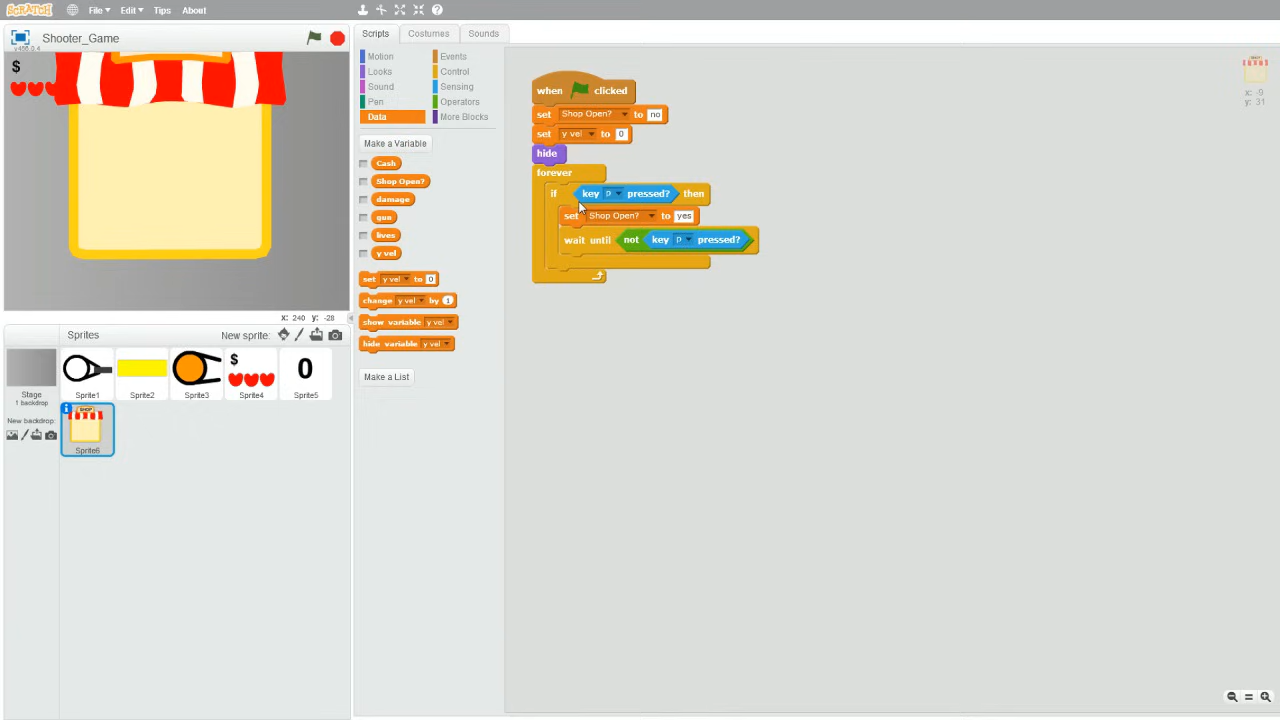 SCRATCH File Edit Tips About
Shooter_Game
v456.0.4
$
x: 240 y: -28
Scripts Costumes Sounds
Motion Events
Looks Control
Sound Sensing
Pen Operators
Data More Blocks
Make a Variable
Cash
Shop Open?
damage
gun
lives
y vel
set y vel to 0
change y vel by 1
show variable y vel
hide variable y vel
Make a List
when clicked
set Shop Open? to no
set y vel to 0
hide
forever
if key p pressed? then
set Shop Open? to yes
wait until not key p pressed?
x: -9
y: 31
Sprites New sprite:
Stage
1 backdrop
New backdrop:
Sprite1
Sprite2
Sprite3
$
Sprite4
0
Sprite5
SHOP
Sprite6